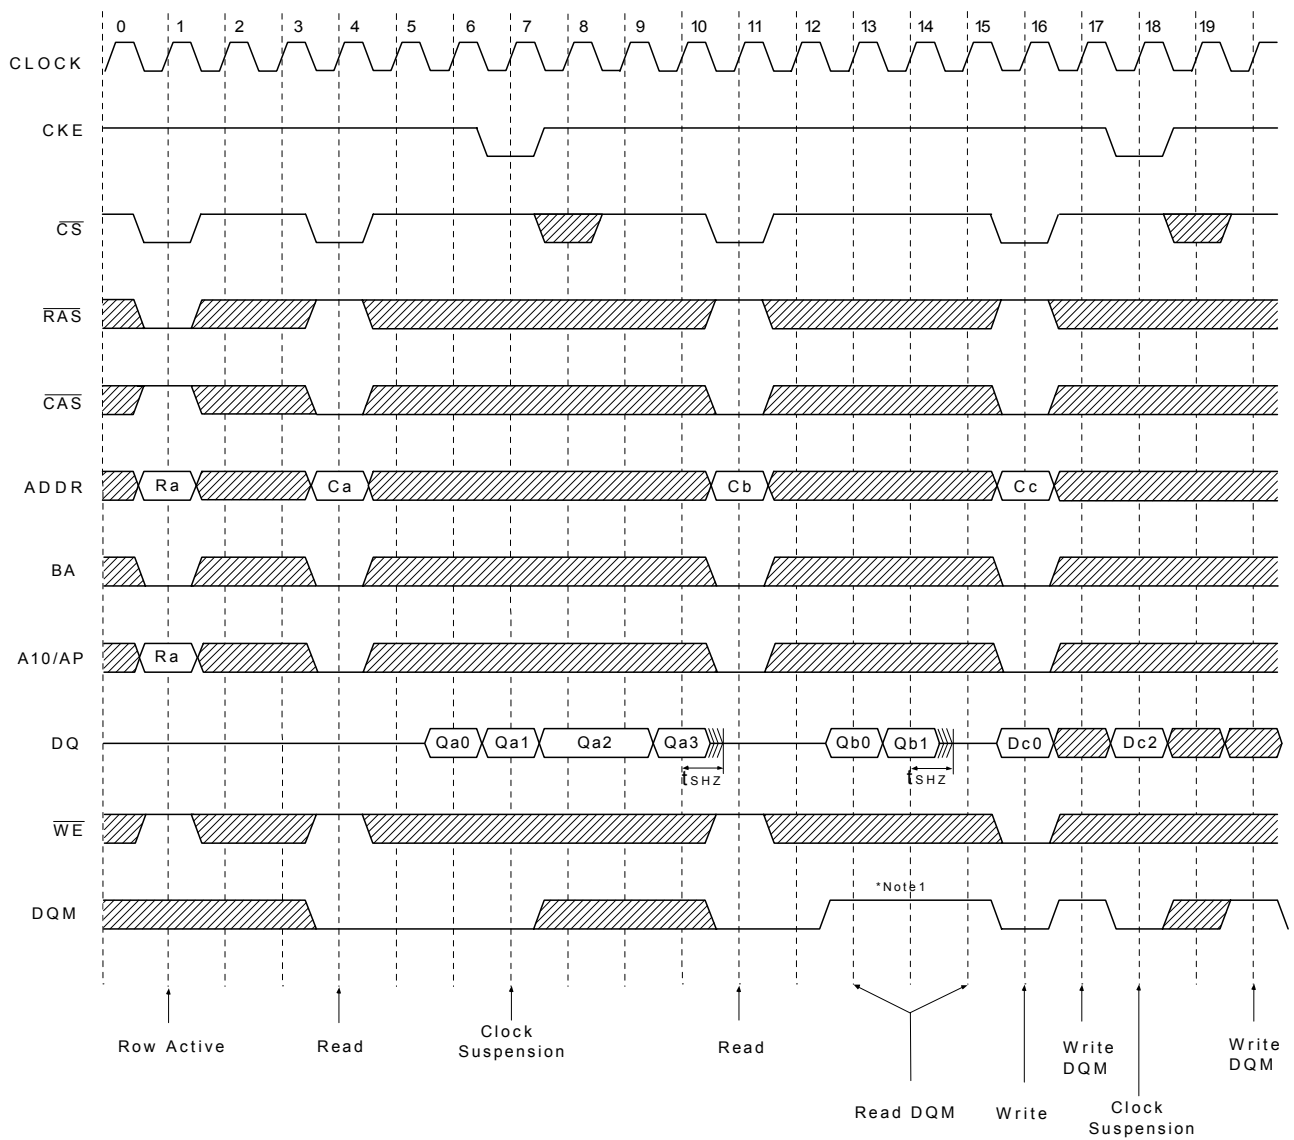 0 1 2 3 4 5 6 7 8 9 10 11 12 13 14 15 16 17 18 19
CLOCK
CKE
CS
RAS
CAS
ADDR Ra Ca Cb Cc
BA
A10/AP Ra
DQ Qa0 Qa1 Qa2 Qa3 Qb0 Qb1 Dc0 Dc2
tSHZ tSHZ
WE
*Note1
DQM
Row Active Read Clock Read Write Write
Suspension DQM DQM
Read DQM Write Clock
Suspension